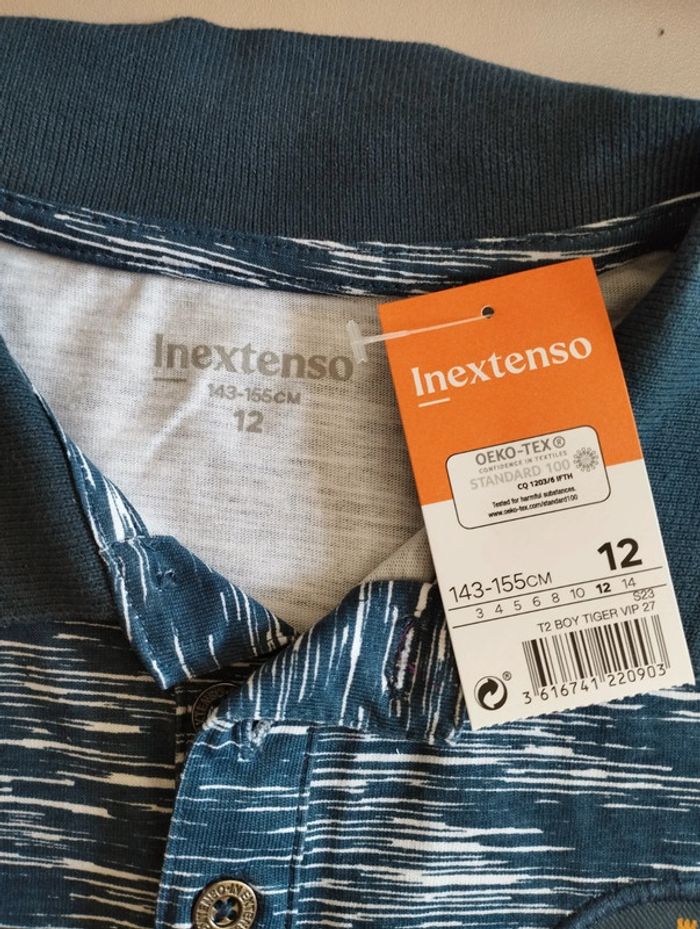 Inextenso
143-155CM
12
Inextenso
OEKO-TEX®
CONFIDENCE IN TEXTILES
STANDARD 100
CQ 1203/6 IFTH
Tested for harmful substances.
www.oeko-tex.com/standard100
12
143-155CM
3 4 5 6 8 10 12 14
S23
T2 BOY TIGER VIP 27
®
3 616741 220903